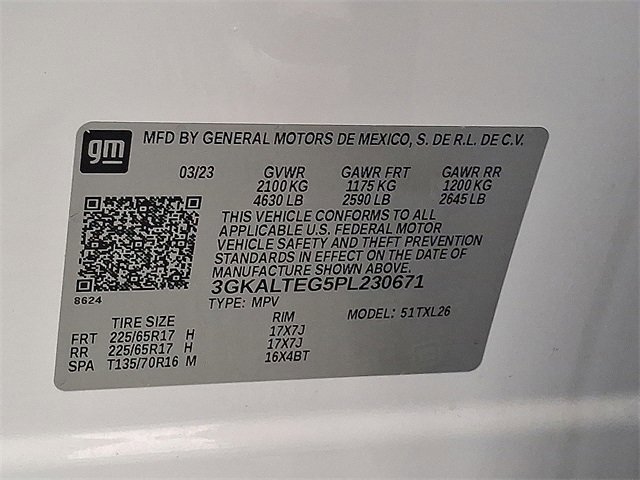 gm
MFD BY GENERAL MOTORS DE MEXICO, S. DE R.L. DE C.V.
03/23 GVWR GAWR FRT GAWR RR
2100 KG 1175 KG 1200 KG
4630 LB 2590 LB 2645 LB
THIS VEHICLE CONFORMS TO ALL
APPLICABLE U.S. FEDERAL MOTOR
VEHICLE SAFETY AND THEFT PREVENTION
STANDARDS IN EFFECT ON THE DATE OF
MANUFACTURE SHOWN ABOVE.
8624
3GKALTEG5PL230671
TYPE: MPV MODEL: 51TXL26
TIRE SIZE RIM
FRT 225/65R17 H 17X7J
RR 225/65R17 H 17X7J
SPA T135/70R16 M 16X4BT